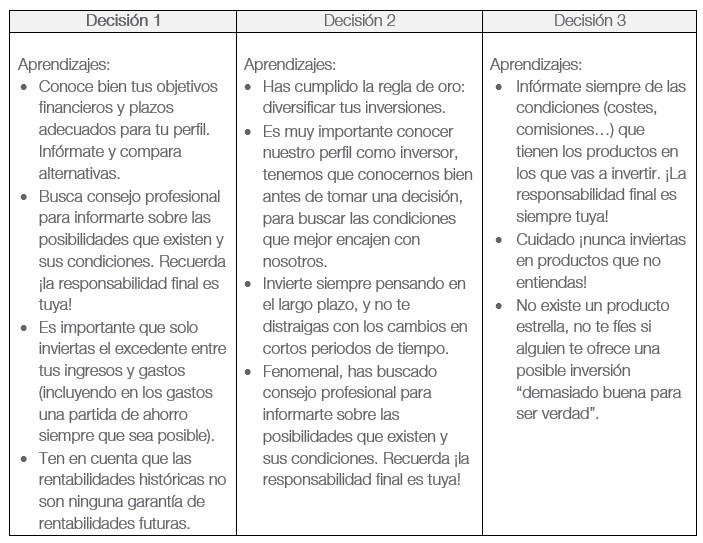 Decisión 1
Decisión 2
Decisión 3
Aprendizajes:
• Conoce bien tus objetivos
financieros y plazos
adecuados para tu perfil.
Infórmate y compara
alternativas.
• Busca consejo profesional
para informarte sobre las
posibilidades que existen y
sus condiciones. Recuerda
¡la responsabilidad final es
tuya!
• Es importante que solo
inviertas el excedente entre
tus ingresos y gastos
(incluyendo en los gastos
una partida de ahorro
siempre que sea posible).
• Ten en cuenta que las
rentabilidades históricas no
son ninguna garantía de
rentabilidades futuras.
Aprendizajes:
• Has cumplido la regla de oro:
diversificar tus inversiones.
• Es muy importante conocer
nuestro perfil como inversor,
tenemos que conocernos bien
antes de tomar una decisión,
para buscar las condiciones
que mejor encajen con
nosotros.
• Invierte siempre pensando en
el largo plazo, y no te
distraigas con los cambios en
cortos periodos de tiempo.
• Fenomenal, has buscado
consejo profesional para
informarte sobre las
posibilidades que existen y
sus condiciones. Recuerda ¡la
responsabilidad final es tuya!
Aprendizajes:
• Infórmate siempre de las
condiciones (costes,
comisiones…) que
tienen los productos en
los que vas a invertir. ¡La
responsabilidad final es
siempre tuya!
• Cuidado ¡nunca inviertas
en productos que no
entiendas!
• No existe un producto
estrella, no te fíes si
alguien te ofrece una
posible inversión
“demasiado buena para
ser verdad”.